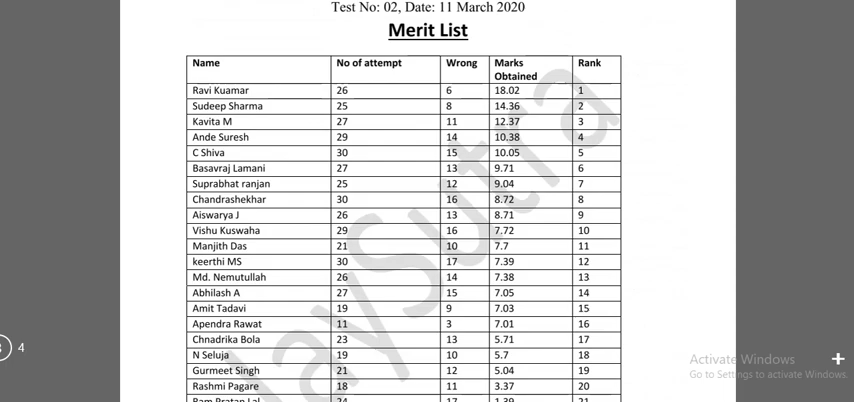 Test No: 02, Date: 11 March 2020
Merit List
Name No of attempt Wrong Marks Obtained Rank
Ravi Kuamar 26 6 18.02 1
Sudeep Sharma 25 8 14.36 2
Kavita M 27 11 12.37 3
Ande Suresh 29 14 10.38 4
C Shiva 30 15 10.05 5
Basavraj Lamani 27 13 9.71 6
Suprabhat ranjan 25 12 9.04 7
Chandrashekhar 30 16 8.72 8
Aiswarya J 26 13 8.71 9
Vishu Kuswaha 29 16 7.72 10
Manjith Das 21 10 7.7 11
keerthi MS 30 17 7.39 12
Md. Nemutullah 26 14 7.38 13
Abhilash A 27 15 7.05 14
Amit Tadavi 19 9 7.03 15
Apendra Rawat 11 3 7.01 16
Chnadrika Bola 23 13 5.71 17
N Seluja 19 10 5.7 18
Gurmeet Singh 21 12 5.04 19
Rashmi Pagare 18 11 3.37 20
Ram Pratap Lal 24 17 1.39 21
4
Activate Windows
Go to Settings to activate Windows.